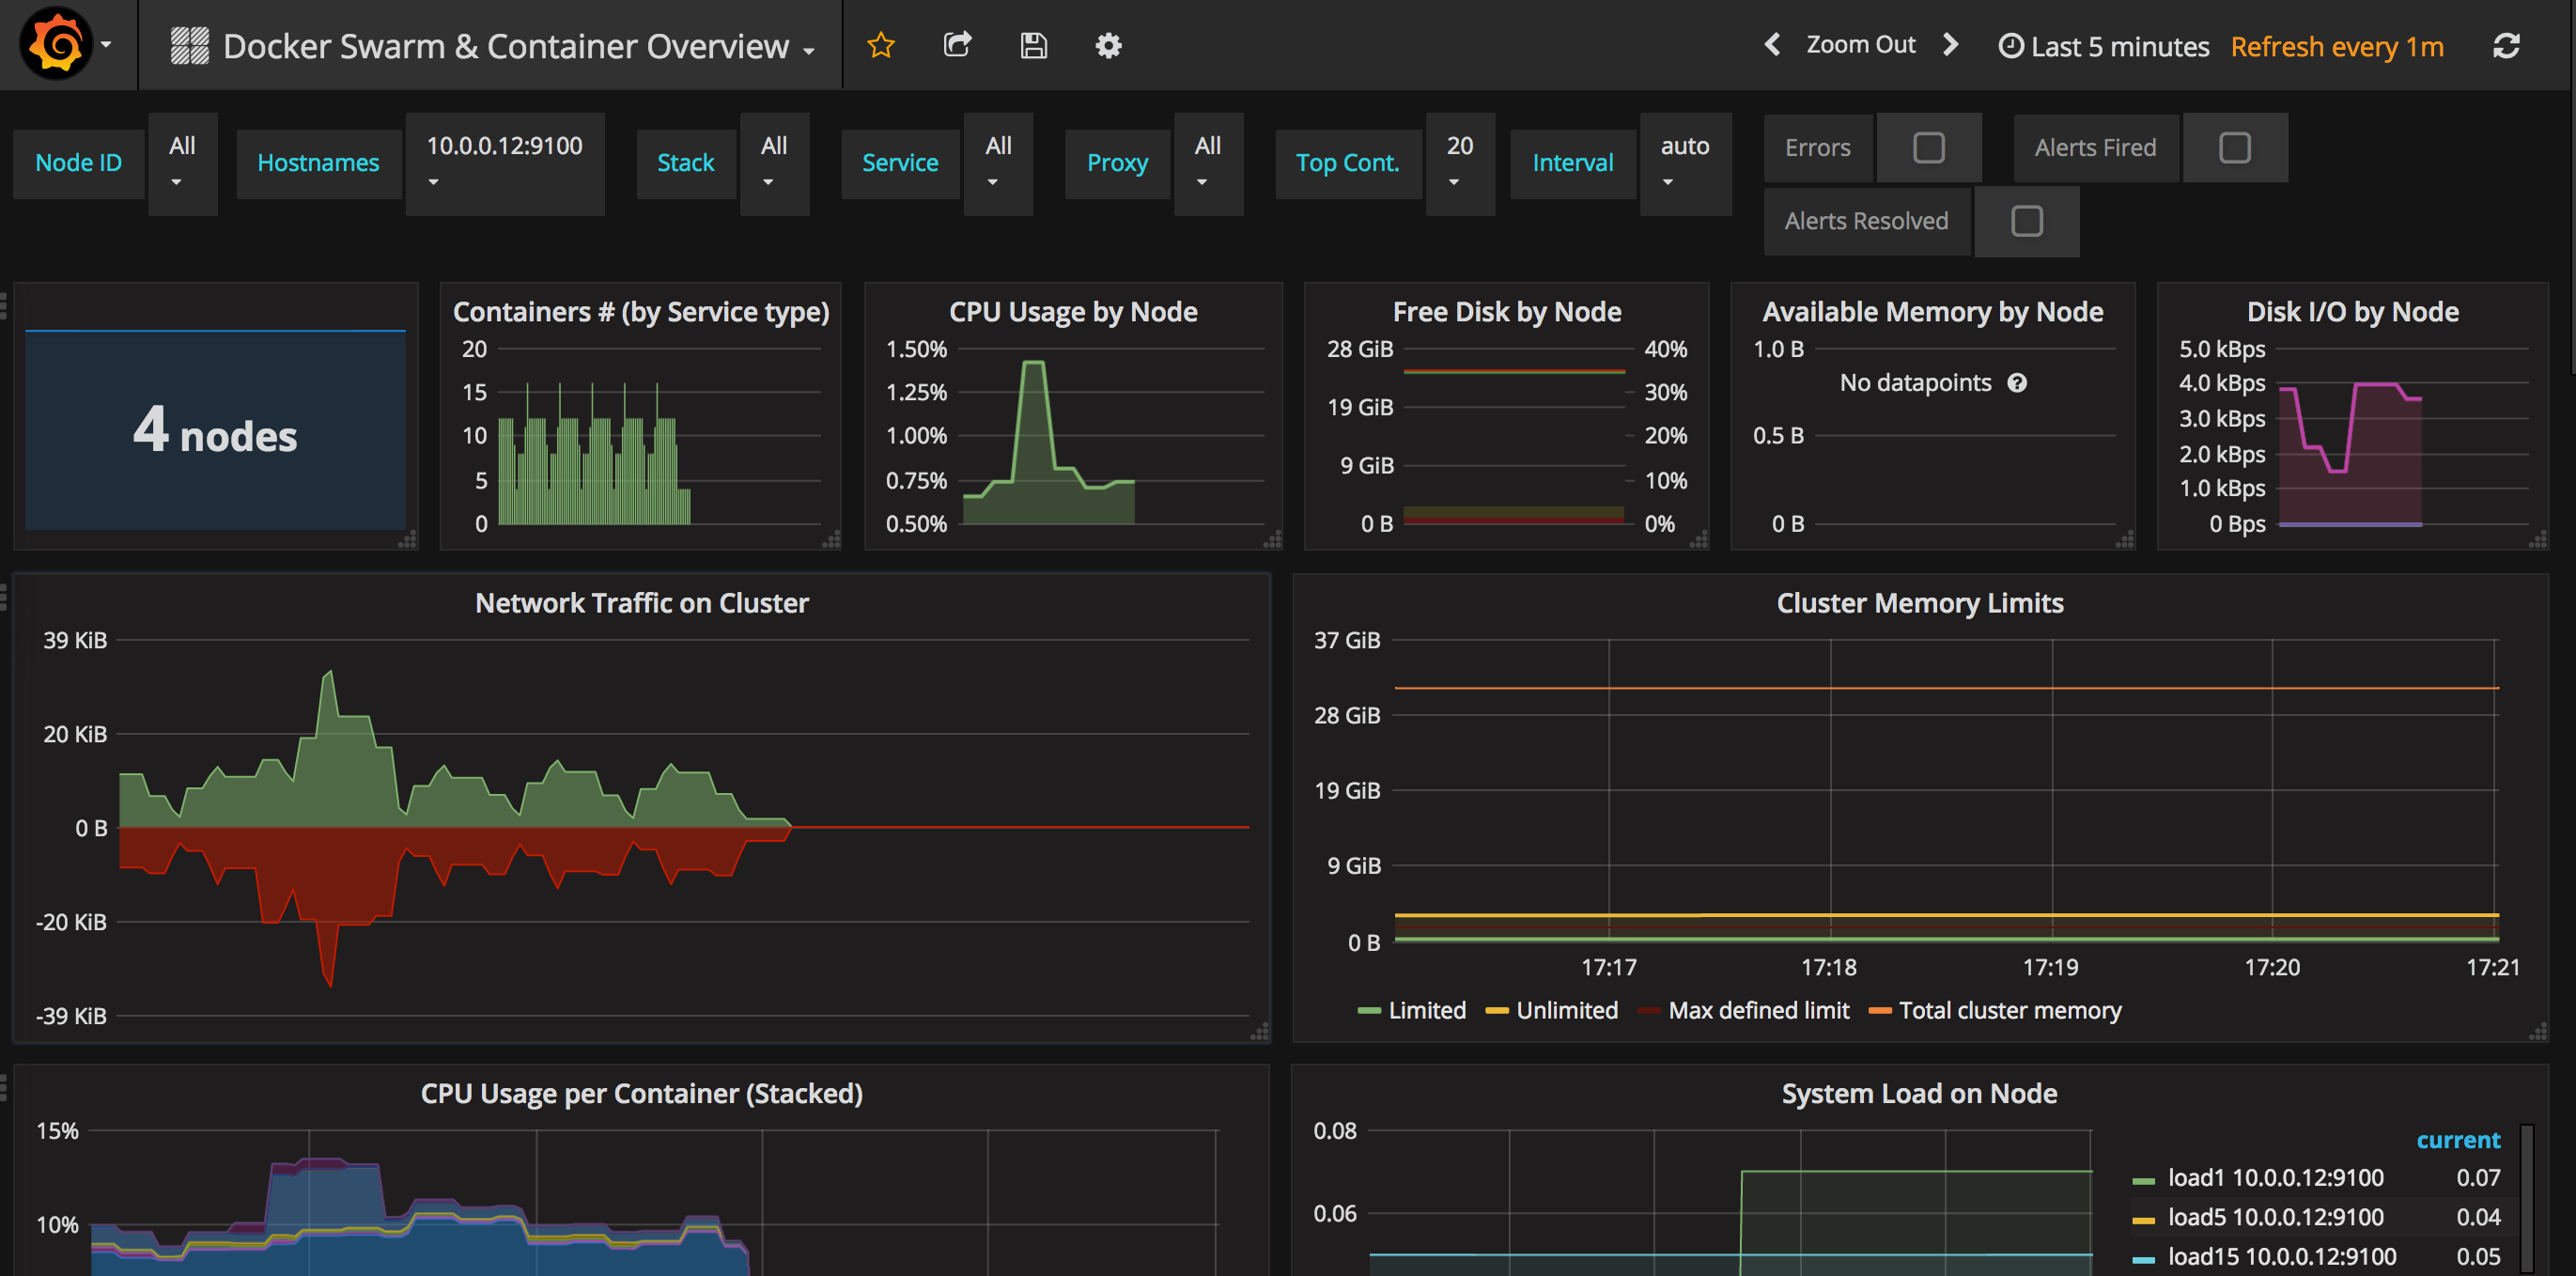 Docker Swarm & Container Overview
Zoom Out
Last 5 minutes
Refresh every 1m
Node ID
All
Hostnames
10.0.0.12:9100
Stack
All
Service
All
Proxy
All
Top Cont.
20
Interval
auto
Errors
Alerts Fired
Alerts Resolved
4 nodes
Containers # (by Service type)
20
15
10
5
0
CPU Usage by Node
1.50%
1.25%
1.00%
0.75%
0.50%
Free Disk by Node
28 GiB
19 GiB
9 GiB
0 B
40%
30%
20%
10%
0%
Available Memory by Node
1.0 B
0.5 B
0 B
No datapoints
Disk I/O by Node
5.0 kBps
4.0 kBps
3.0 kBps
2.0 kBps
1.0 kBps
0 Bps
Network Traffic on Cluster
39 KiB
20 KiB
0 B
-20 KiB
-39 KiB
Cluster Memory Limits
37 GiB
28 GiB
19 GiB
9 GiB
0 B
17:17 17:18 17:19 17:20 17:21
Limited Unlimited Max defined limit Total cluster memory
CPU Usage per Container (Stacked)
15%
10%
System Load on Node
0.08
0.06
current
load1 10.0.0.12:9100 0.07
load5 10.0.0.12:9100 0.04
load15 10.0.0.12:9100 0.05